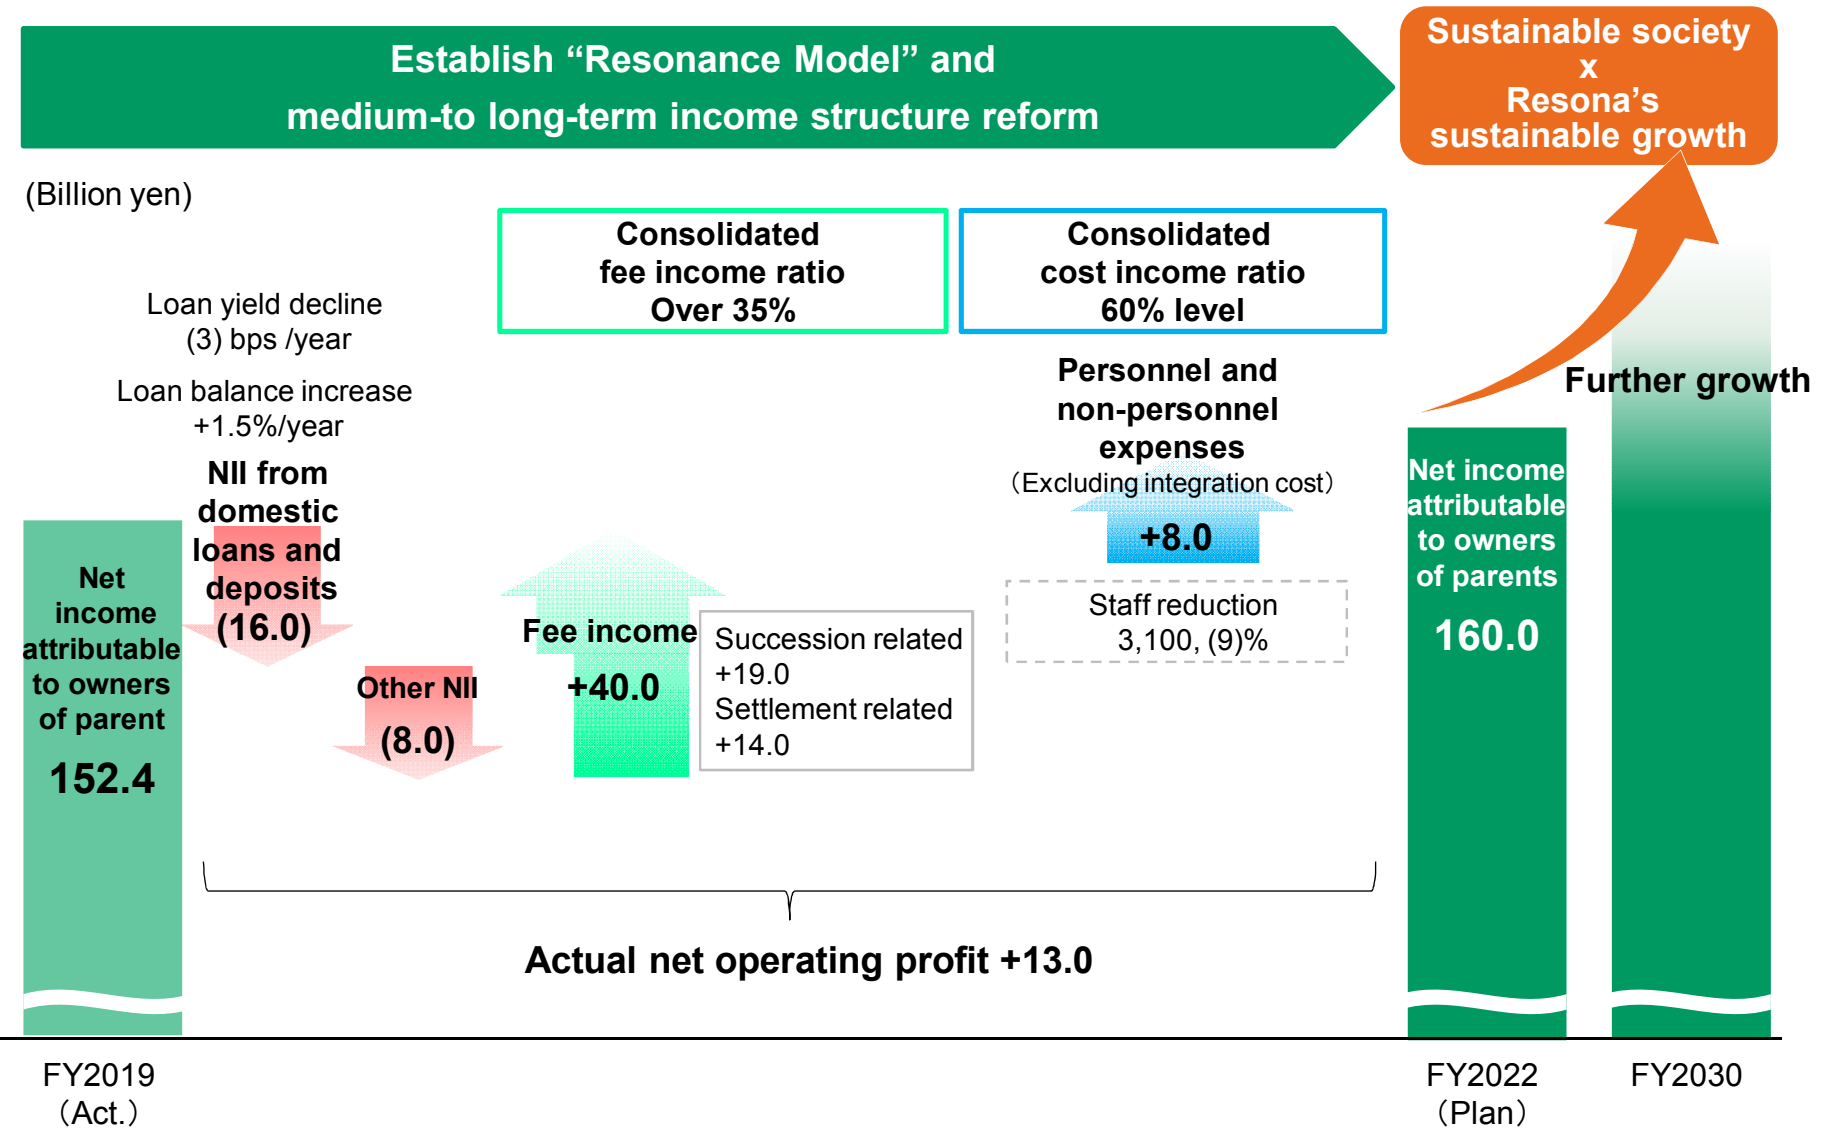 Establish “Resonance Model” and
medium-to long-term income structure reform
Sustainable society
x
Resona’s
sustainable growth
(Billion yen)
Consolidated
fee income ratio
Over 35%
Consolidated
cost income ratio
60% level
Loan yield decline
(3) bps /year
Loan balance increase
+1.5%/year
NII from
domestic
loans and
deposits
(16.0)
Other NII
(8.0)
Fee income
+40.0
Succession related
+19.0
Settlement related
+14.0
Personnel and
non-personnel
expenses
（Excluding integration cost）
+8.0
Staff reduction
3,100, (9)%
Further growth
Net
income
attributable
to owners
of parent
152.4
Net income
attributable
to owners
of parents
160.0
Actual net operating profit +13.0
FY2019
（Act.）
FY2022
（Plan）
FY2030